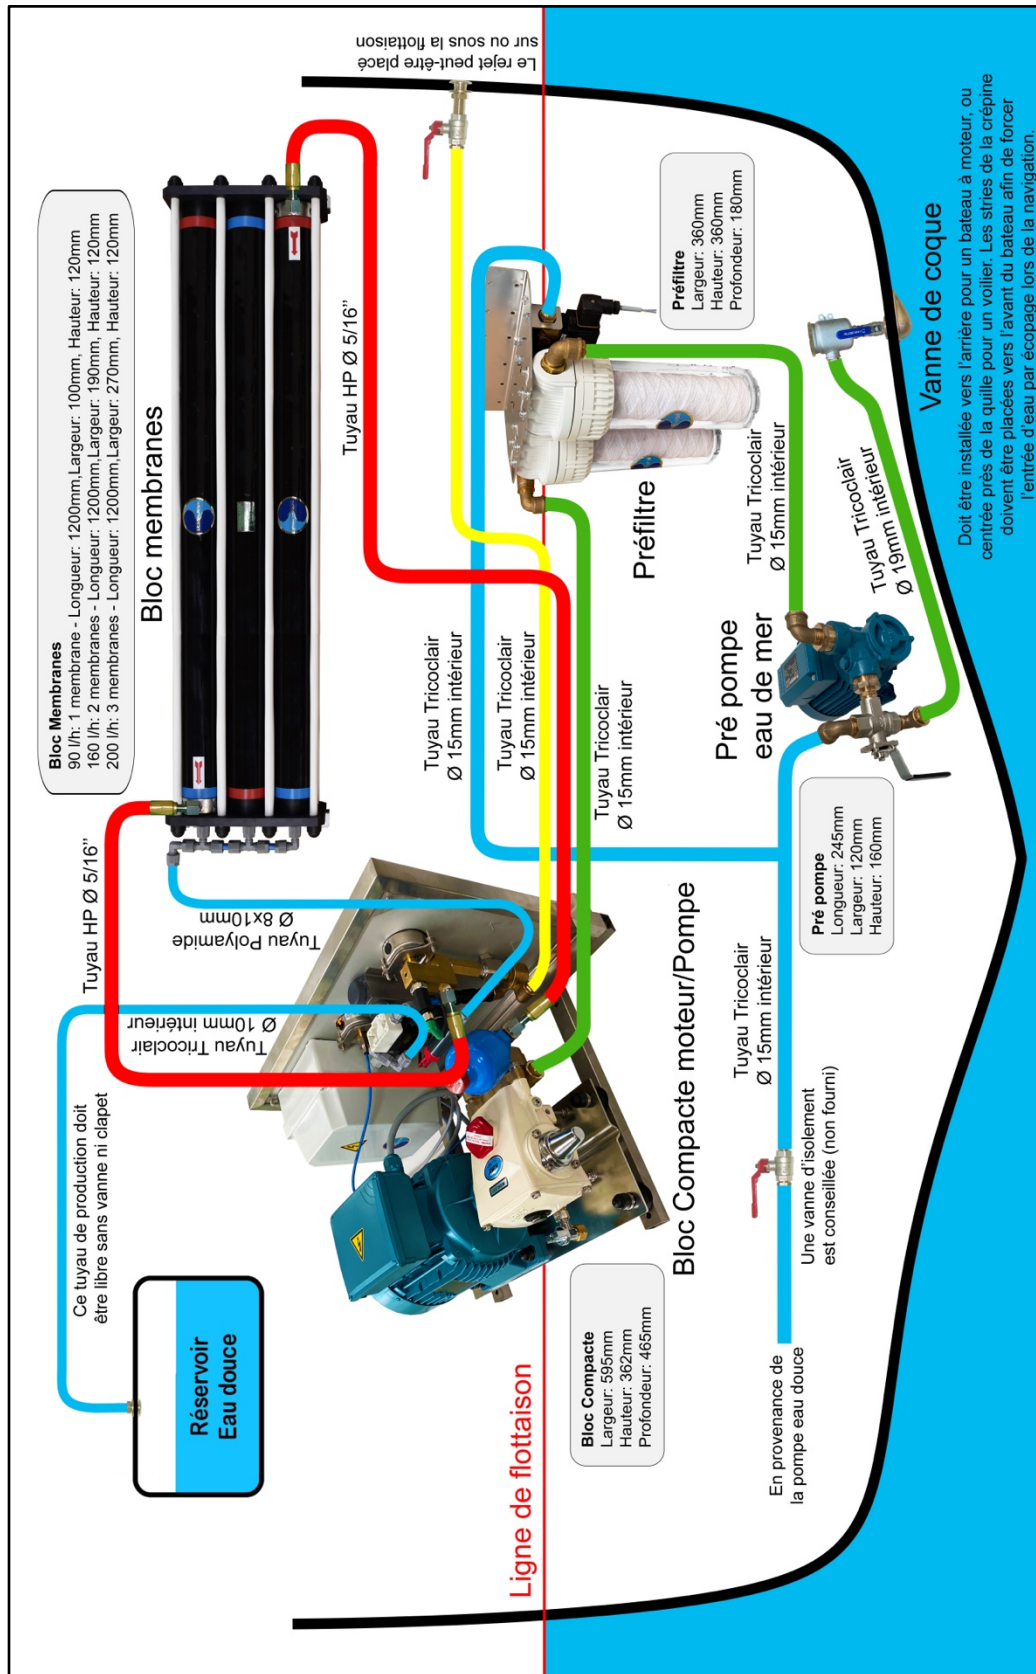 Bloc Membranes
90 l/h: 1 membrane - Longueur: 1200mm,Largeur: 100mm, Hauteur: 120mm
160 l/h: 2 membranes - Longueur: 1200mm,Largeur: 190mm, Hauteur: 120mm
200 l/h: 3 membranes - Longueur: 1200mm,Largeur: 270mm, Hauteur: 120mm
Bloc membranes
Le rejet peut-être placé
sur ou sous la flottaison
Tuyau HP Ø 5/16"
Tuyau HP Ø 5/16"
Tuyau Polyamide
Ø 8x10mm
Tuyau Tricoclair
Ø 10mm intérieur
Ce tuyau de production doit
être libre sans vanne ni clapet
Réservoir
Eau douce
Ligne de flottaison
Bloc Compacte
Largeur: 595mm
Hauteur: 362mm
Profondeur: 465mm
Bloc Compacte moteur/Pompe
Tuyau Tricoclair
Ø 15mm intérieur
Tuyau Tricoclair
Ø 15mm intérieur
Tuyau Tricoclair
Ø 15mm intérieur
Préfiltre
Préfiltre
Largeur: 360mm
Hauteur: 360mm
Profondeur: 180mm
Tuyau Tricoclair
Ø 15mm intérieur
Pré pompe
eau de mer
Tuyau Tricoclair
Ø 19mm intérieur
Pré pompe
Longueur: 245mm
Largeur: 120mm
Hauteur: 160mm
Tuyau Tricoclair
Ø 15mm intérieur
Une vanne d'isolement
est conseillée (non fourni)
En provenance de
la pompe eau douce
Vanne de coque
Doit être installée vers l'arrière pour un bateau à moteur, ou
centrée près de la quille pour un voilier. Les stries de la crépine
doivent être placées vers l'avant du bateau afin de forcer
l'entrée d'eau par écopage lors de la navigation.